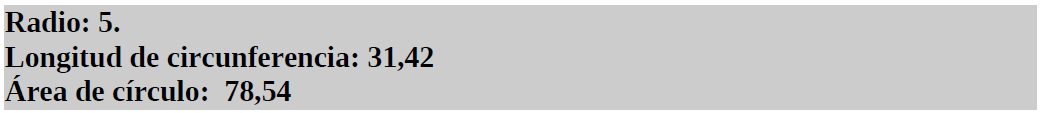 Radio: 5.
Longitud de circunferencia: 31,42
Área de círculo:  78,54